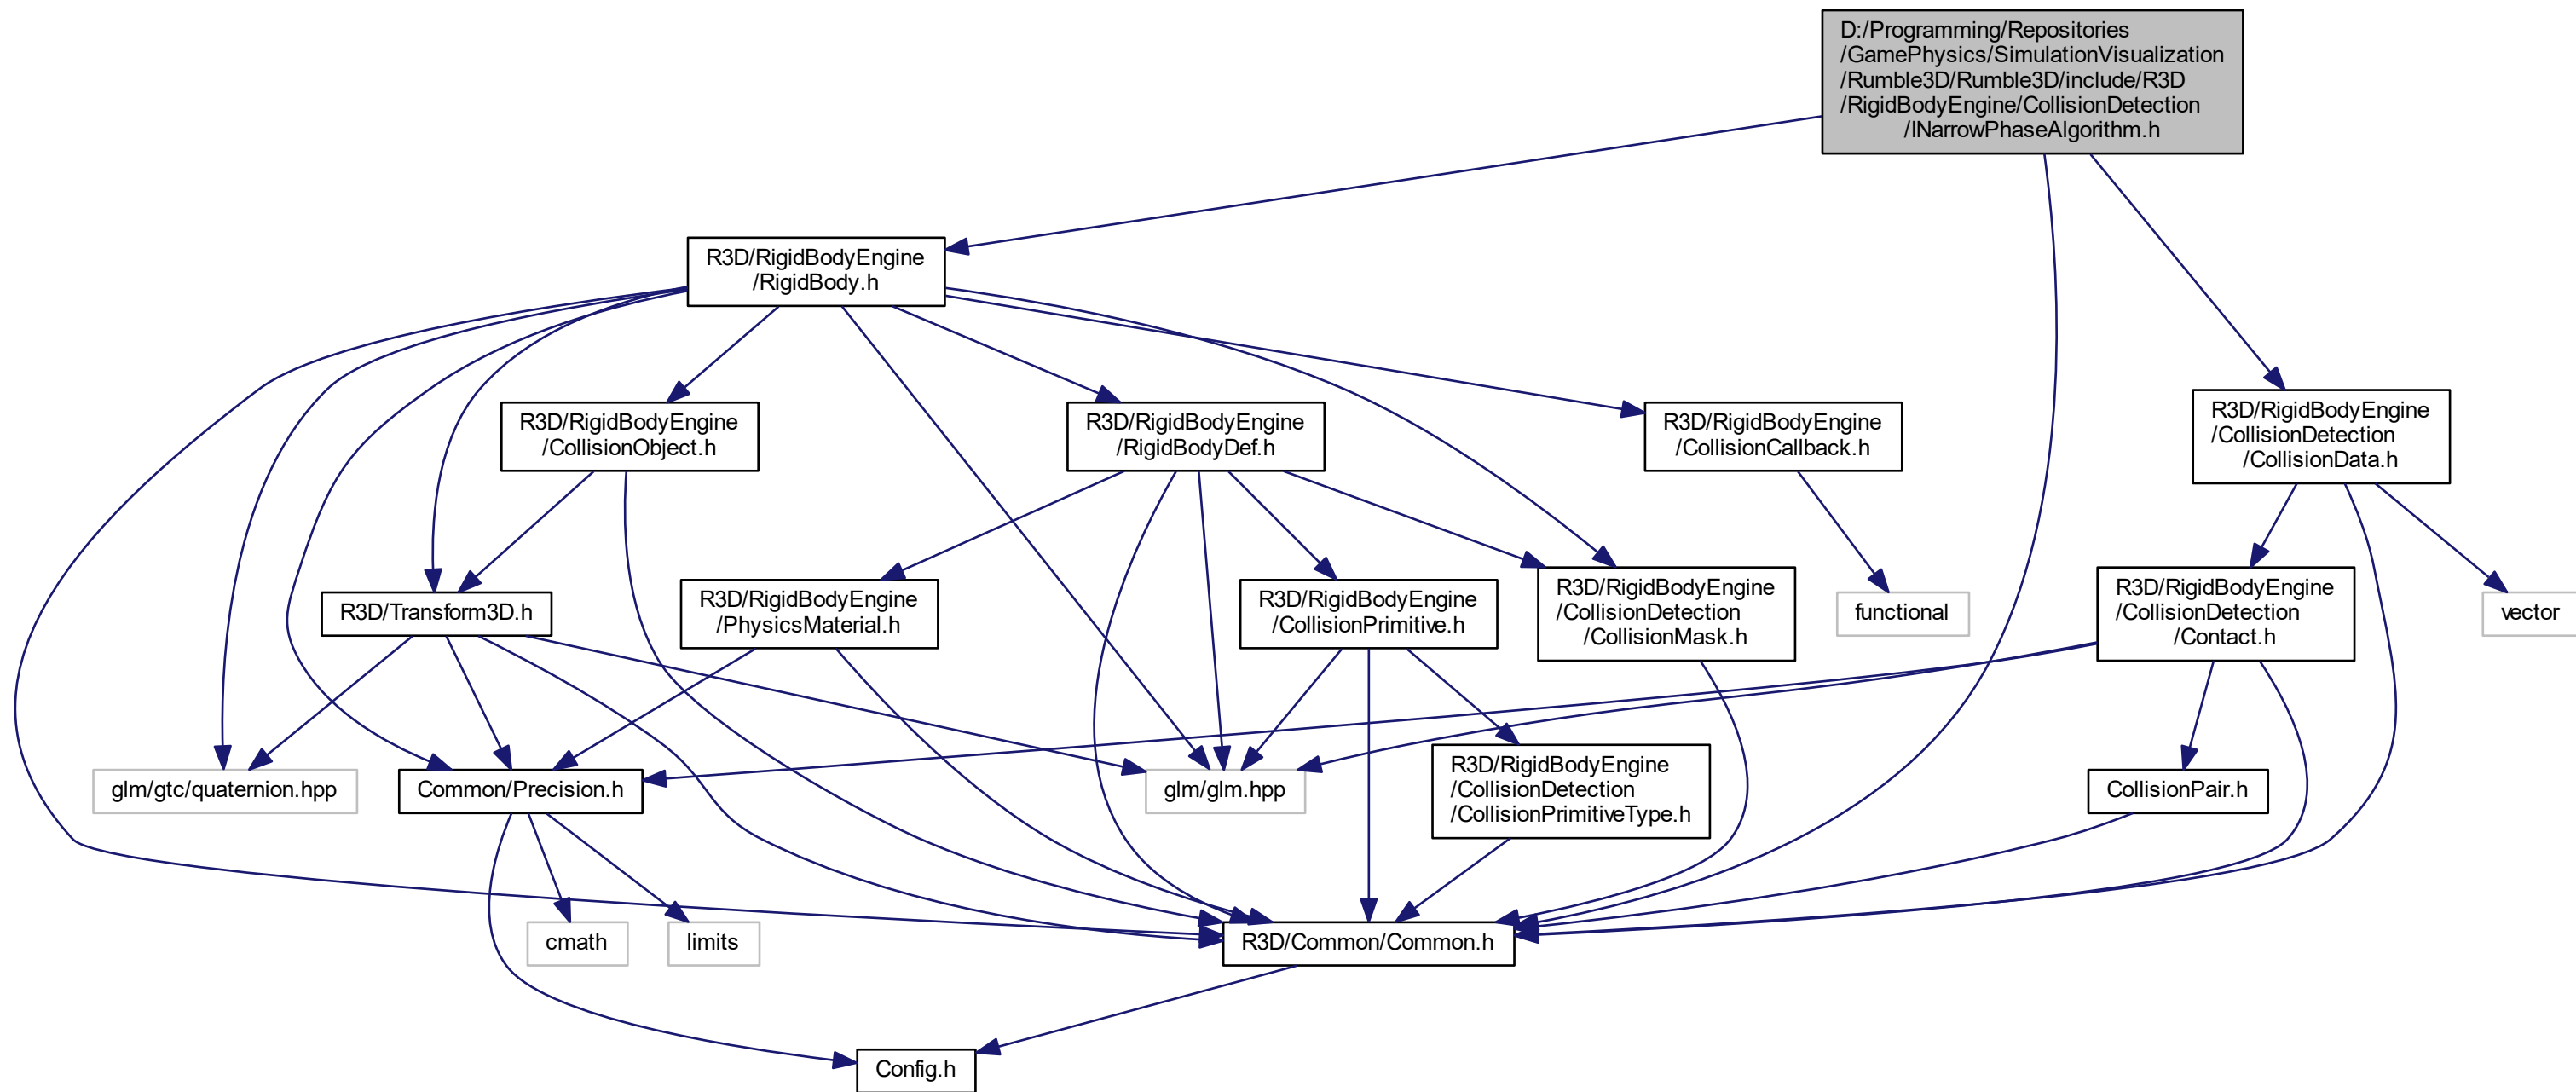 D:/Programming/Repositories
/GamePhysics/SimulationVisualization
/Rumble3D/Rumble3D/include/R3D
/RigidBodyEngine/CollisionDetection
/INarrowPhaseAlgorithm.h
R3D/RigidBodyEngine
/RigidBody.h
R3D/RigidBodyEngine
/CollisionObject.h
R3D/RigidBodyEngine
/RigidBodyDef.h
R3D/RigidBodyEngine
/CollisionCallback.h
R3D/RigidBodyEngine
/CollisionDetection
/CollisionData.h
R3D/Transform3D.h
R3D/RigidBodyEngine
/PhysicsMaterial.h
R3D/RigidBodyEngine
/CollisionPrimitive.h
R3D/RigidBodyEngine
/CollisionDetection
/CollisionMask.h
functional
R3D/RigidBodyEngine
/CollisionDetection
/Contact.h
vector
glm/gtc/quaternion.hpp
Common/Precision.h
glm/glm.hpp
R3D/RigidBodyEngine
/CollisionDetection
/CollisionPrimitiveType.h
CollisionPair.h
cmath
limits
R3D/Common/Common.h
Config.h